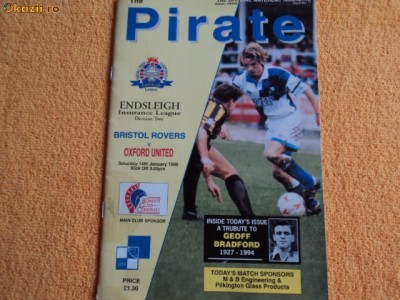 okazii.ro
The
THE OFFICIAL MATCHDAY MAGAZINE
Pirate
ENDSLEIGH
Insurance League
Division Two
BRISTOL ROVERS
v
OXFORD UNITED
Saturday 14th January 1995
Kick Off 3.00pm
MAIN CLUB SPONSOR
PRICE
£1.30
INSIDE TODAY'S ISSUE
A TRIBUTE TO
GEOFF
BRADFORD
1927 - 1994
TODAY'S MATCH SPONSORS
M & B Engineering &
Pilkington Glass Products